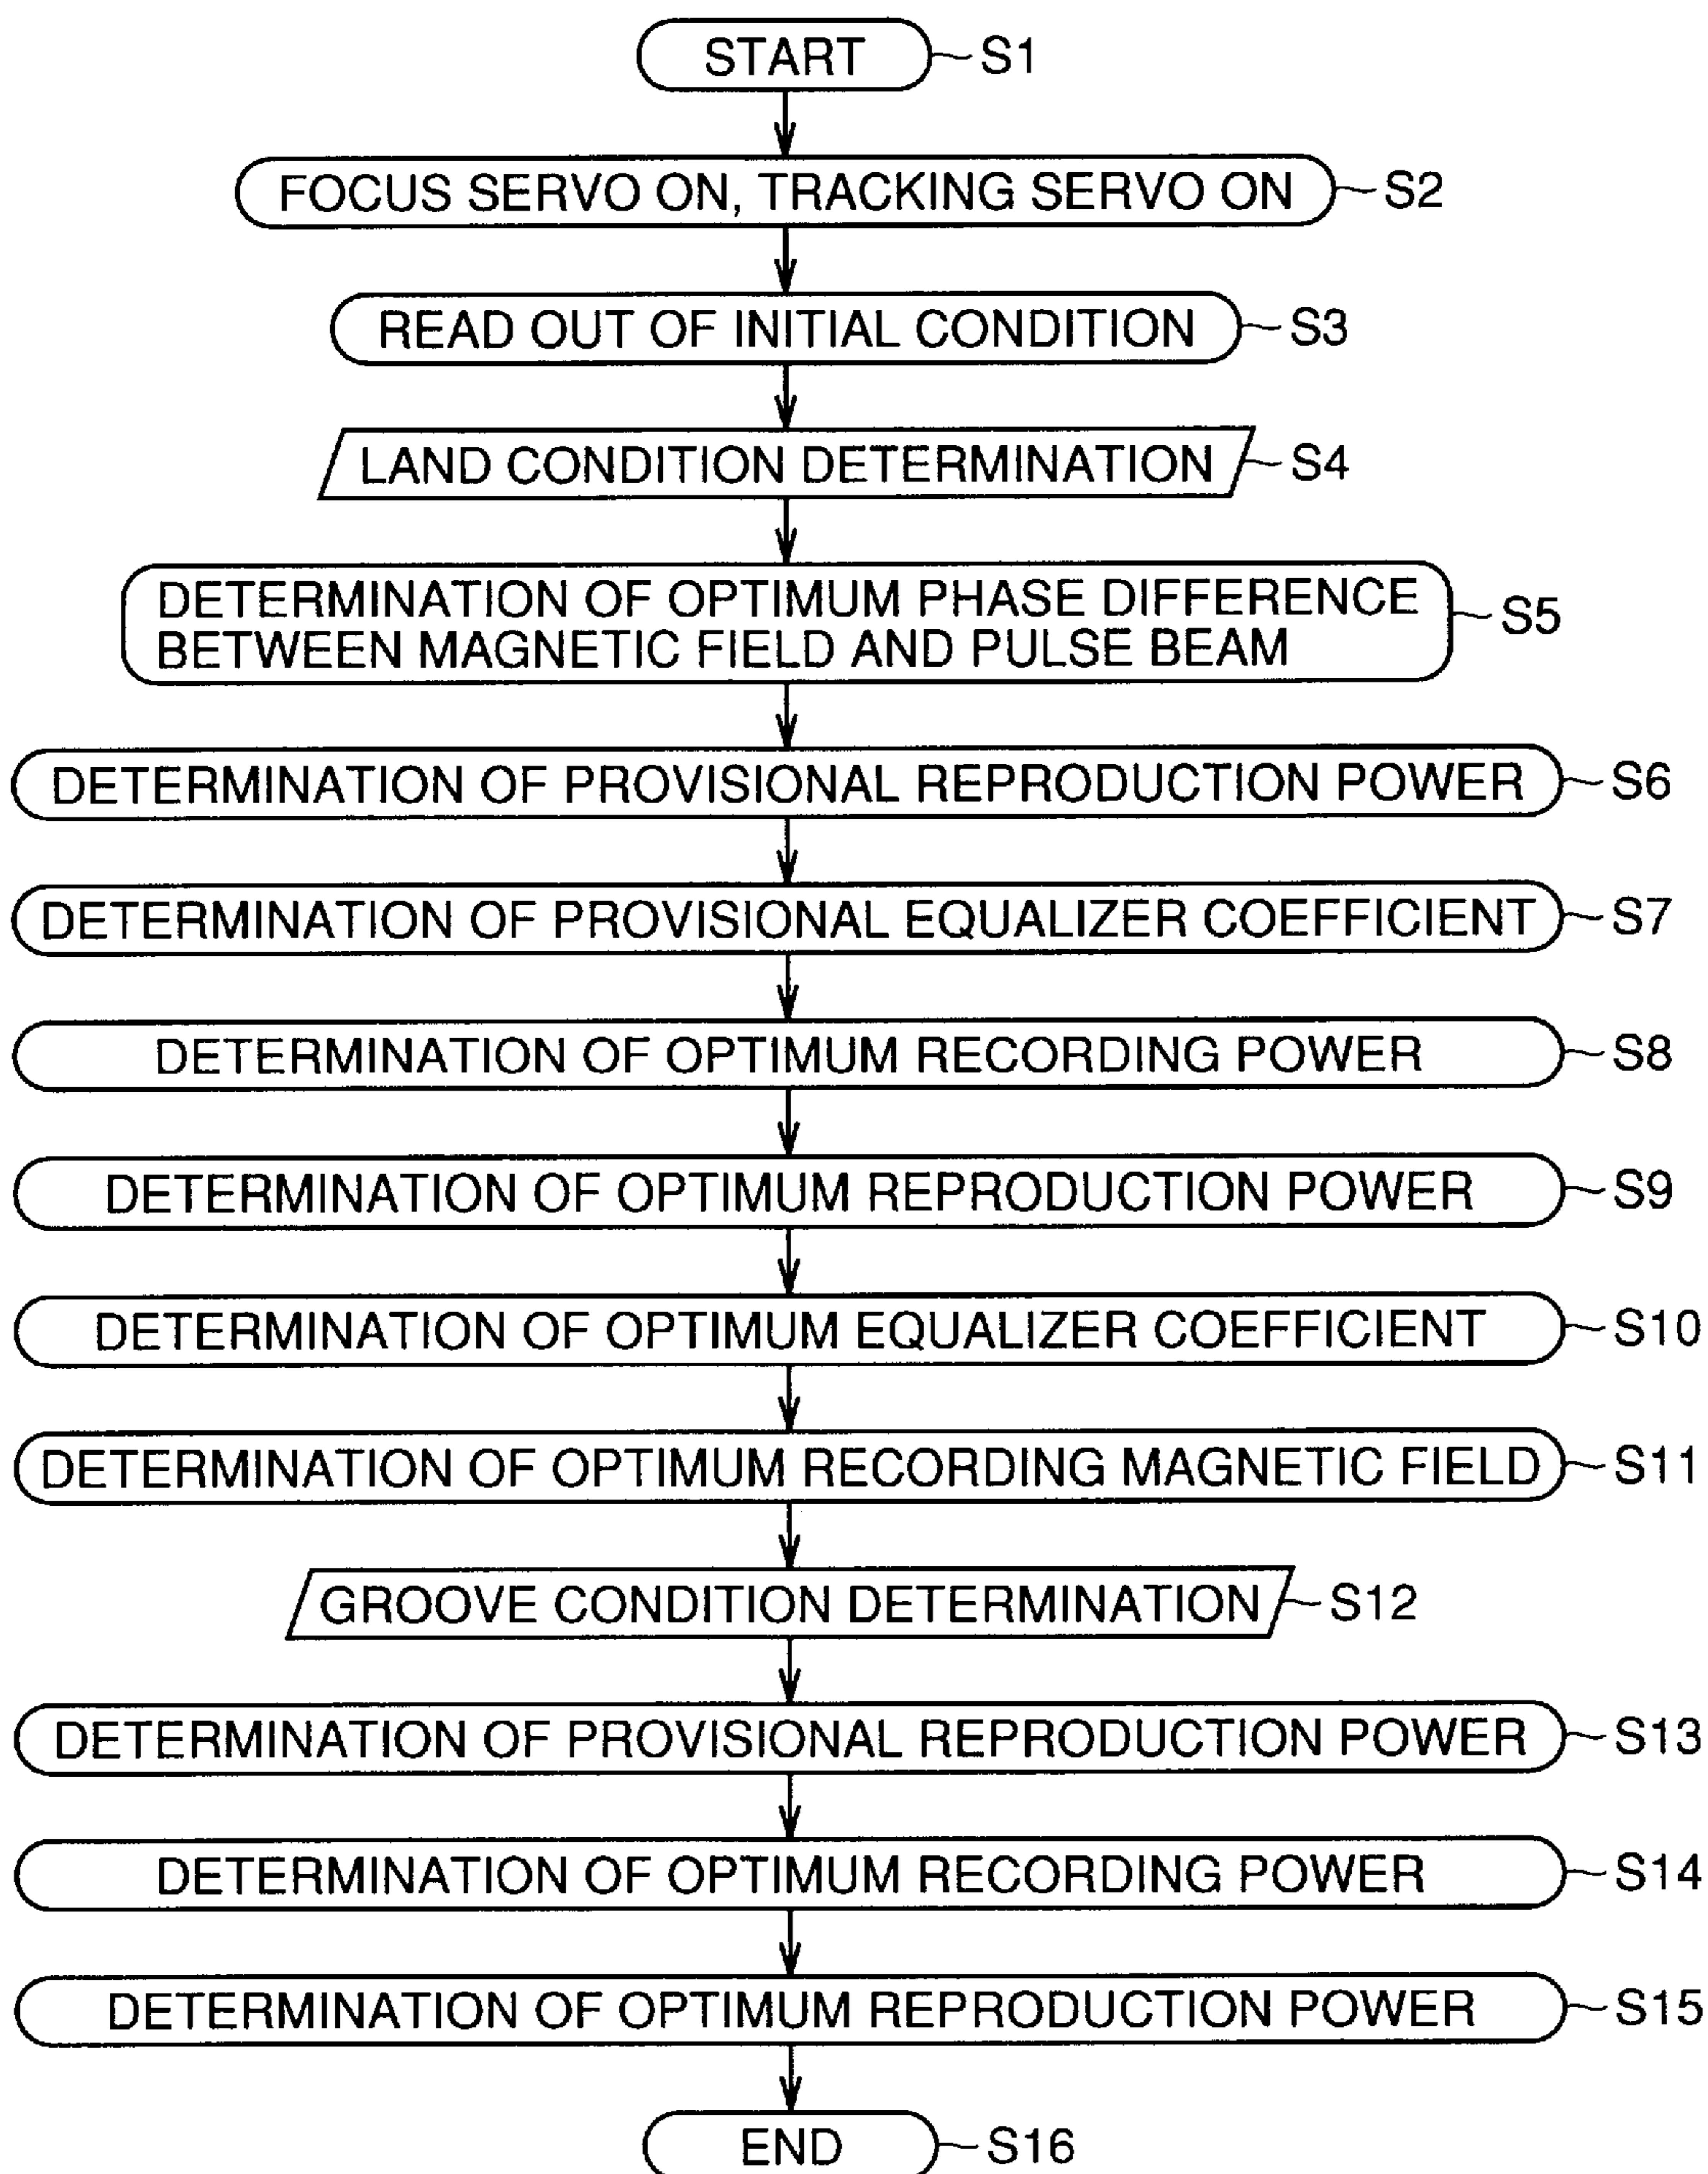 START S1
FOCUS SERVO ON, TRACKING SERVO ON S2
READ OUT OF INITIAL CONDITION S3
LAND CONDITION DETERMINATION S4
DETERMINATION OF OPTIMUM PHASE DIFFERENCE
BETWEEN MAGNETIC FIELD AND PULSE BEAM S5
DETERMINATION OF PROVISIONAL REPRODUCTION POWER S6
DETERMINATION OF PROVISIONAL EQUALIZER COEFFICIENT S7
DETERMINATION OF OPTIMUM RECORDING POWER S8
DETERMINATION OF OPTIMUM REPRODUCTION POWER S9
DETERMINATION OF OPTIMUM EQUALIZER COEFFICIENT S10
DETERMINATION OF OPTIMUM RECORDING MAGNETIC FIELD S11
GROOVE CONDITION DETERMINATION S12
DETERMINATION OF PROVISIONAL REPRODUCTION POWER S13
DETERMINATION OF OPTIMUM RECORDING POWER S14
DETERMINATION OF OPTIMUM REPRODUCTION POWER S15
END S16